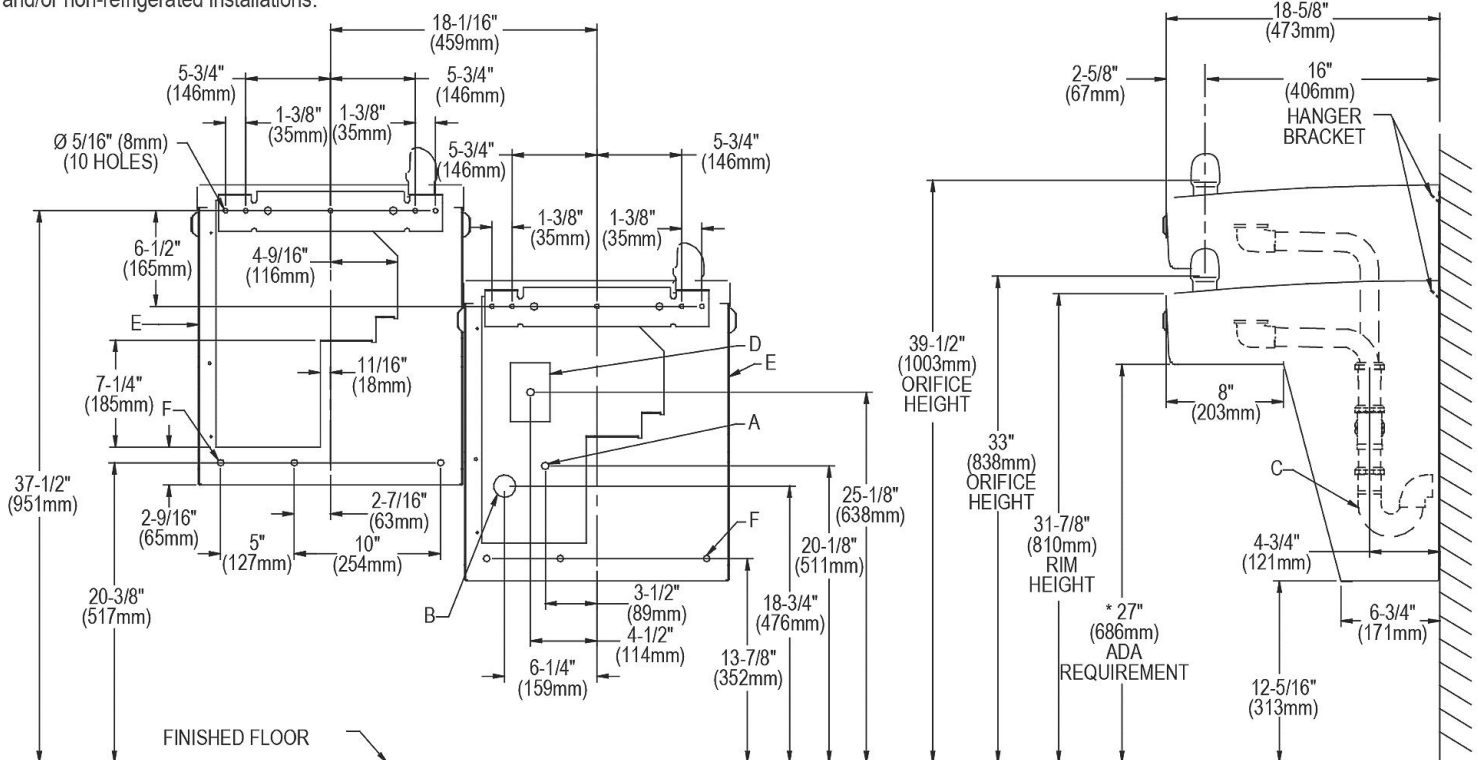 and/or non-refrigerated installations.
18-1/16"
(459mm)
5-3/4"
(146mm)
5-3/4"
(146mm)
1-3/8"
(35mm)
1-3/8"
(35mm)
Ø 5/16" (8mm)
(10 HOLES)
5-3/4"
(146mm)
5-3/4"
(146mm)
1-3/8"
(35mm)
1-3/8"
(35mm)
6-1/2"
(165mm)
4-9/16"
(116mm)
E
11/16"
(18mm)
7-1/4"
(185mm)
F
D
E
A
37-1/2"
(951mm)
2-9/16"
(65mm)
2-7/16"
(63mm)
5"
(127mm)
10"
(254mm)
25-1/8"
(638mm)
F
20-1/8"
(511mm)
20-3/8"
(517mm)
B
3-1/2"
(89mm)
18-3/4"
(476mm)
4-1/2"
(114mm)
6-1/4"
(159mm)
13-7/8"
(352mm)
FINISHED FLOOR
18-5/8"
(473mm)
2-5/8"
(67mm)
16"
(406mm)
HANGER
BRACKET
39-1/2"
(1003mm)
ORIFICE
HEIGHT
8"
(203mm)
33"
(838mm)
ORIFICE
HEIGHT
C
31-7/8"
(810mm)
RIM
HEIGHT
4-3/4"
(121mm)
* 27"
(686mm)
ADA
REQUIREMENT
6-3/4"
(171mm)
12-5/16"
(313mm)